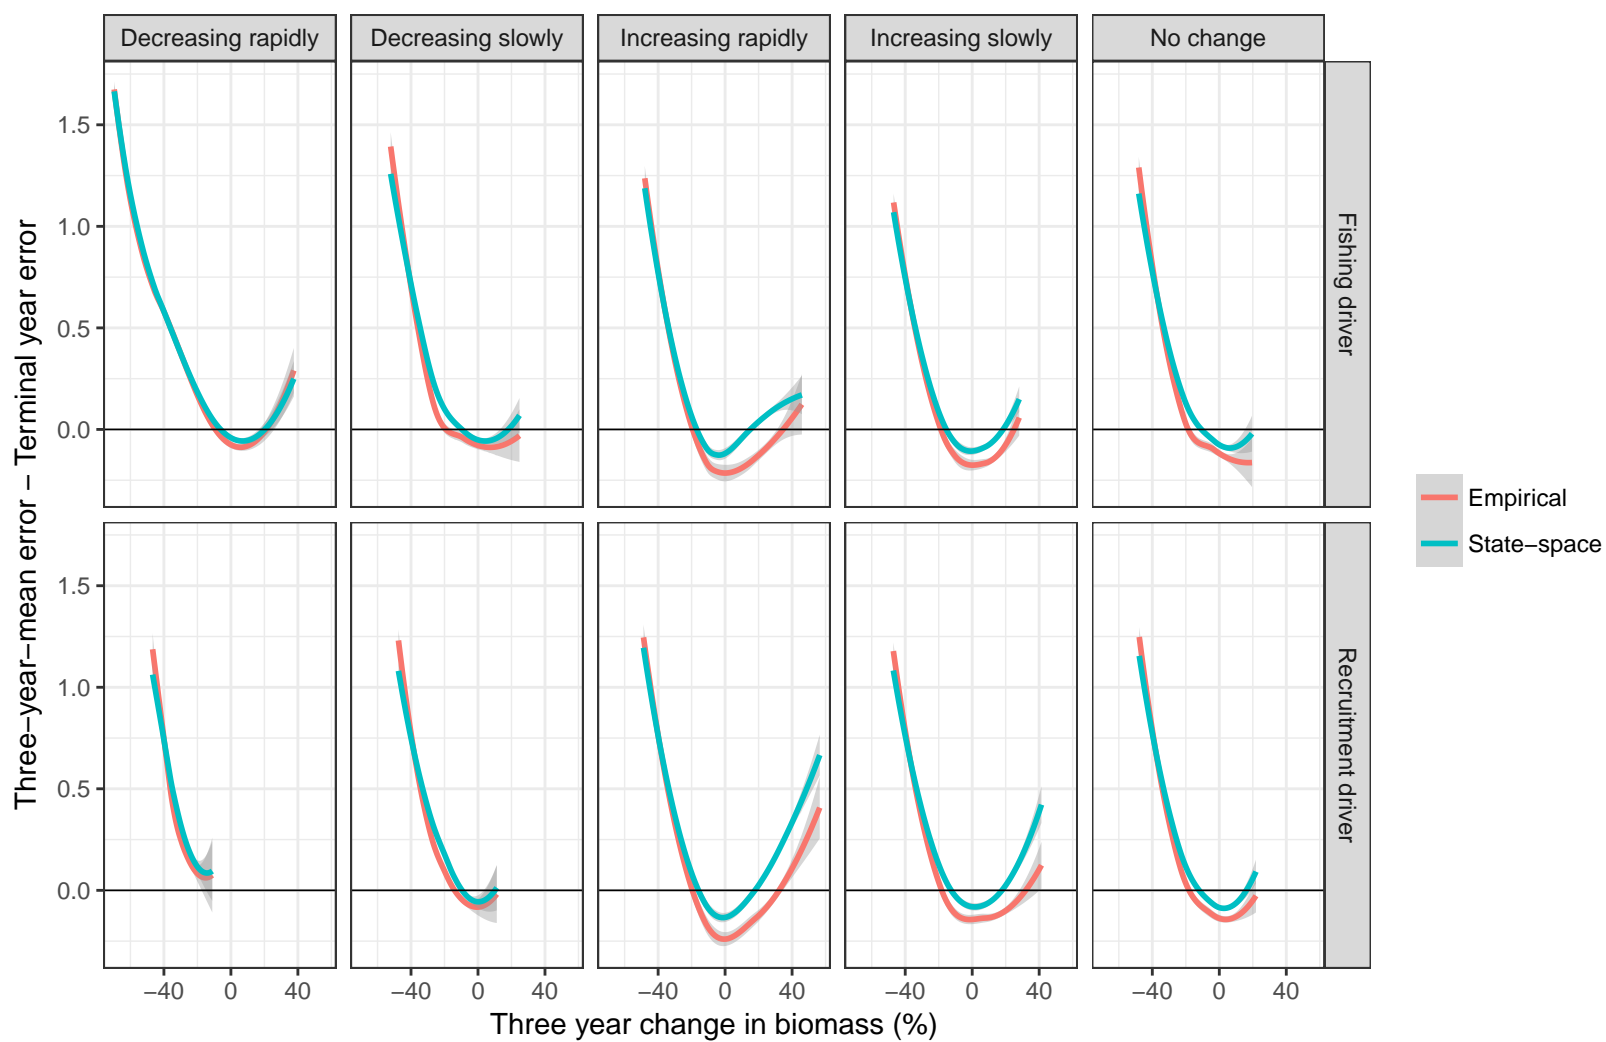 Decreasing rapidly
Decreasing slowly
Increasing rapidly
Increasing slowly
No change
Three−year−mean error − Terminal year error
1.5
1.0
0.5
0.0
Fishing driver
1.5
1.0
0.5
0.0
Recruitment driver
−40 0 40
−40 0 40
−40 0 40
−40 0 40
−40 0 40
Three year change in biomass (%)
Empirical
State−space